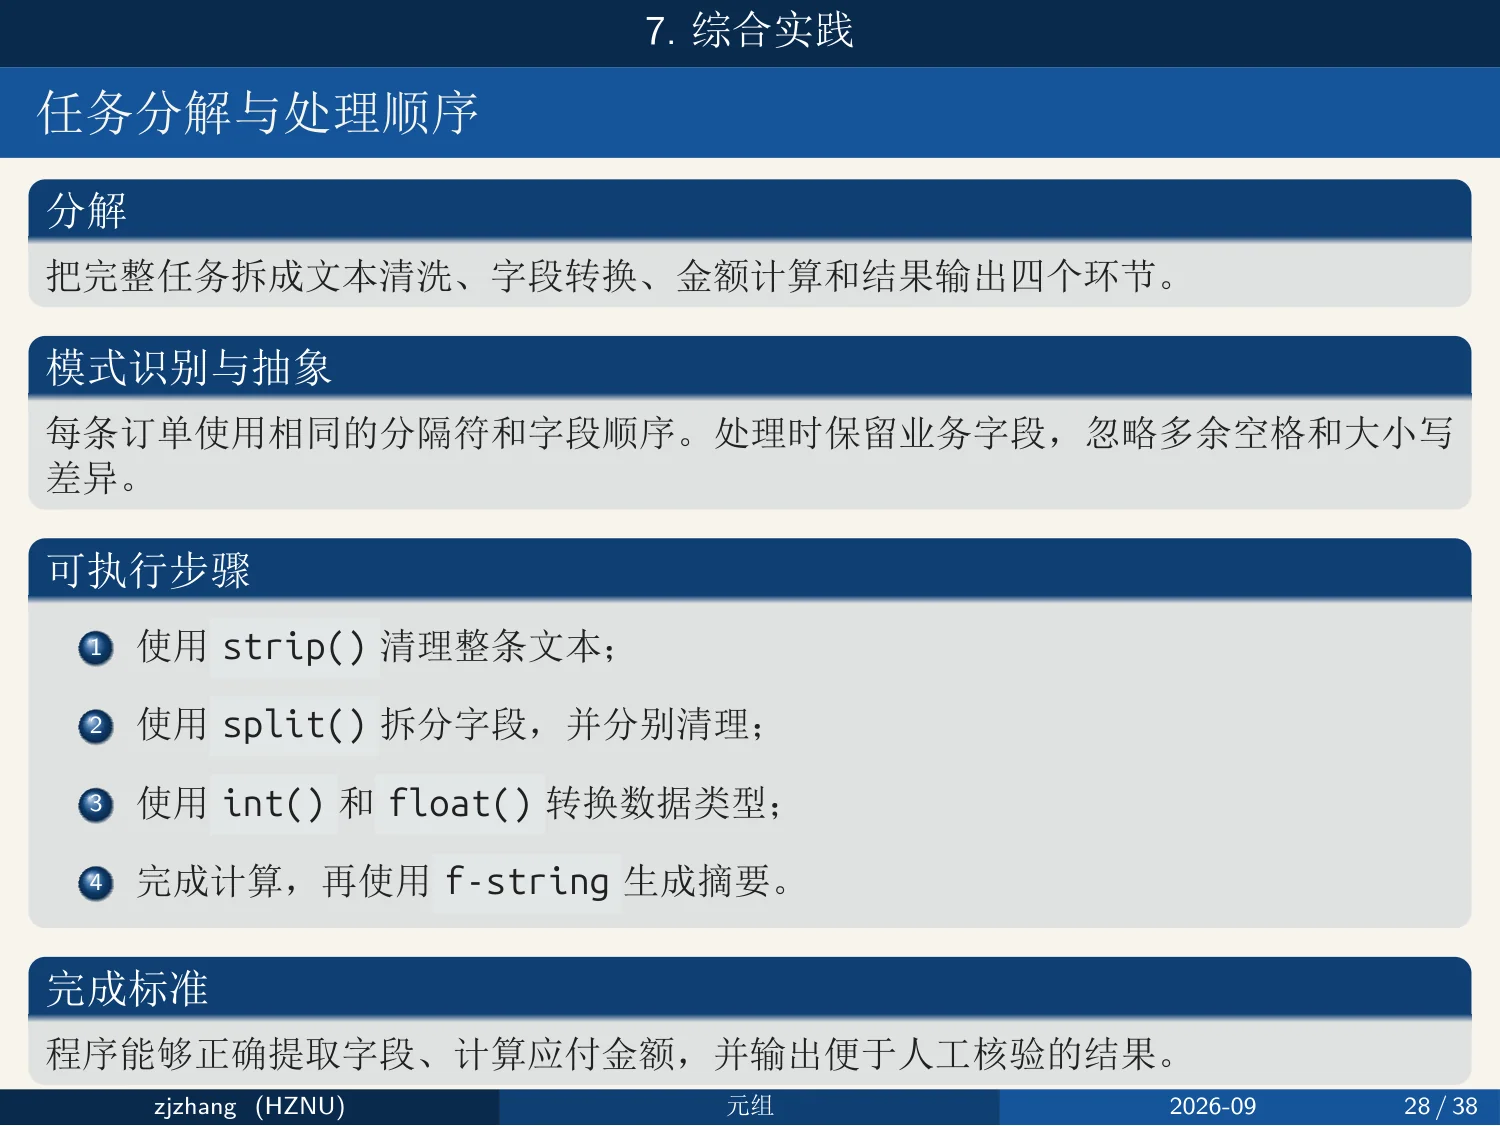 7. 综合实践
任务分解与处理顺序
分解
把完整任务拆成文本清洗、字段转换、金额计算和结果输出四个环节。
模式识别与抽象
每条订单使用相同的分隔符和字段顺序。处理时保留业务字段，忽略多余空格和大小写
差异。
可执行步骤
1 使用 strip() 清理整条文本；
2 使用 split() 拆分字段，并分别清理；
3 使用 int() 和 float() 转换数据类型；
4 完成计算，再使用 f-string 生成摘要。
完成标准
程序能够正确提取字段、计算应付金额，并输出便于人工核验的结果。
zjzhang (HZNU) 元组 2026-09 28 / 38